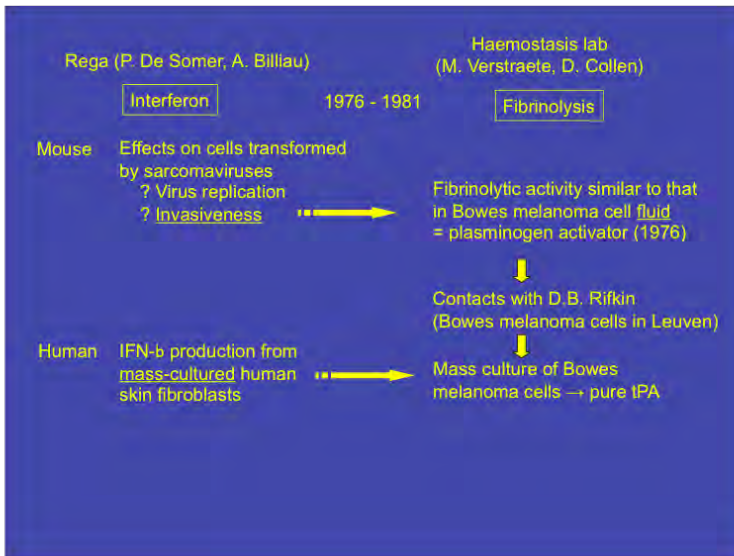 Rega (P. De Somer, A. Billiau)
Interferon
1976 - 1981
Haemostasis lab
(M. Verstraete, D. Collen)
Fibrinolysis
Mouse
Effects on cells transformed
by sarcomaviruses
? Virus replication
? Invasiveness
Fibrinolytic activity similar to that
in Bowes melanoma cell fluid
= plasminogen activator (1976)
Contacts with D.B. Rifkin
(Bowes melanoma cells in Leuven)
Human
IFN-b production from
mass-cultured human
skin fibroblasts
Mass culture of Bowes
melanoma cells → pure tPA